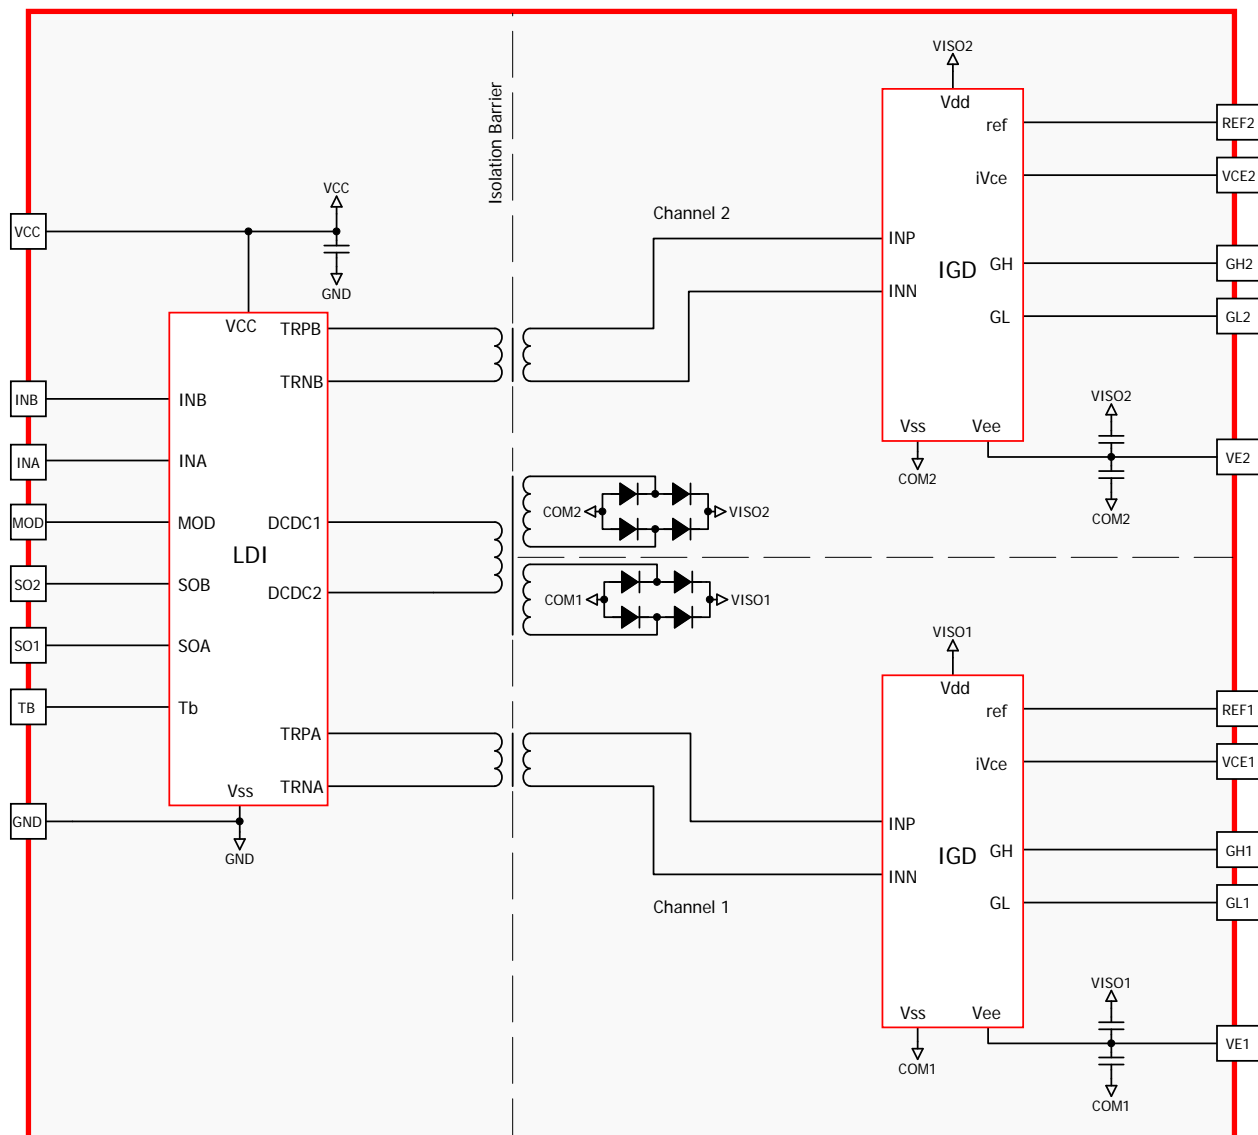 VISO2
Vdd
ref
REF2
iVce
VCE2
Isolation Barrier
VCC
VCC
Channel 2
INP
IGD
GH
GH2
INN
GL
GL2
GND
VCC
TRPB
TRNB
INB
INB
VISO2
Vss
Vee
VE2
COM2
COM2
INA
INA
MOD
MOD
DCDC1
COM2
VISO2
LDI
SO2
SOB
DCDC2
COM1
VISO1
SO1
SOA
VISO1
Vdd
TB
Tb
ref
REF1
TRPA
iVce
VCE1
TRNA
Vss
GND
INP
GND
IGD
GH
GH1
INN
GL
GL1
Channel 1
VISO1
Vss
Vee
VE1
COM1
COM1